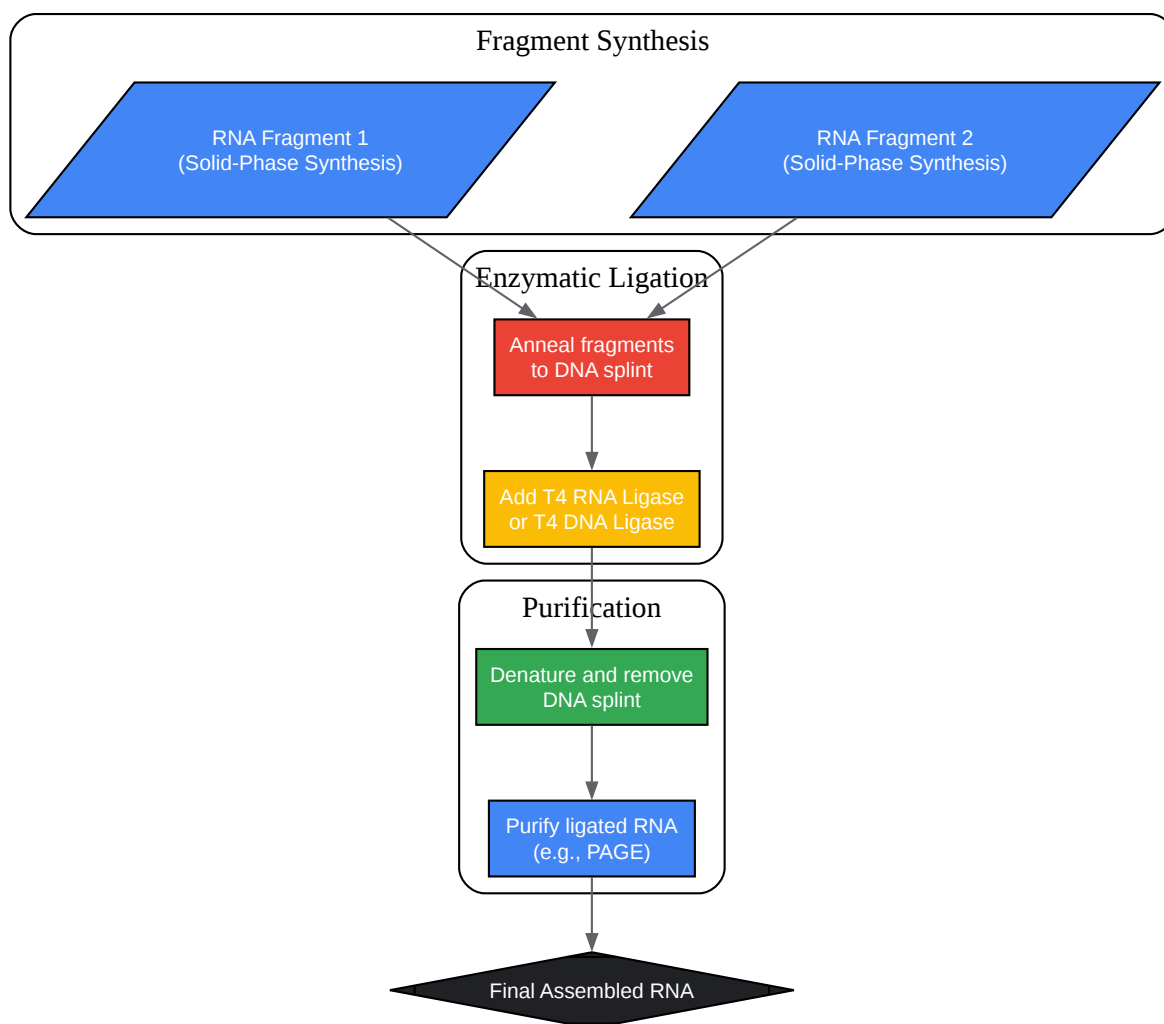 Fragment Synthesis
RNA Fragment 1
(Solid-Phase Synthesis)
RNA Fragment 2
(Solid-Phase Synthesis)
Enzymatic Ligation
Anneal fragments
to DNA splint
Add T4 RNA Ligase
or T4 DNA Ligase
Purification
Denature and remove
DNA splint
Purify ligated RNA
(e.g., PAGE)
Final Assembled RNA